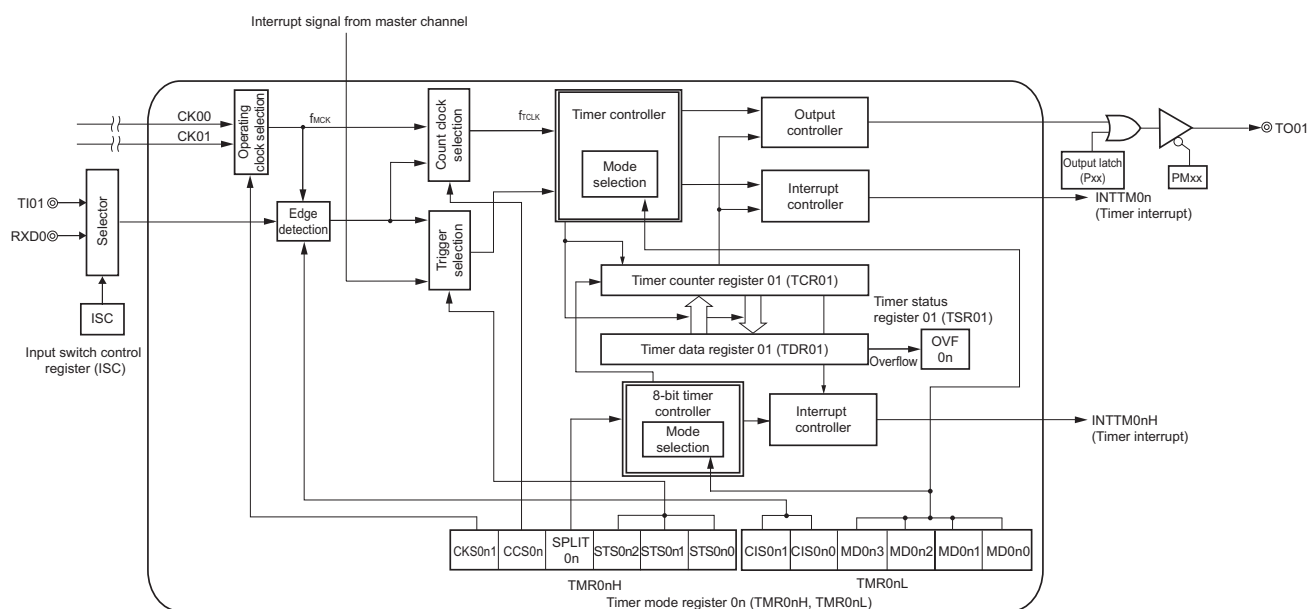 Interrupt signal from master channel
CK00
CK01
Operating
clock selection
fMCK
Count clock
selection
fTCLK
Timer controller
Mode
selection
Output
controller
TO01
Output latch
(Pxx)
PMxx
Interrupt
controller
INTTM0n
(Timer interrupt)
TI01
RXD0
Selector
Edge
detection
Trigger
selection
ISC
Input switch control
register (ISC)
Timer counter register 01 (TCR01)
Timer status
register 01 (TSR01)
Timer data register 01 (TDR01)
Overflow
OVF
0n
8-bit timer
controller
Mode
selection
Interrupt
controller
INTTM0nH
(Timer interrupt)
CKS0n1
CCS0n
SPLIT
0n
STS0n2
STS0n1
STS0n0
CIS0n1
CIS0n0
MD0n3
MD0n2
MD0n1
MD0n0
TMR0nH
TMR0nL
Timer mode register 0n (TMR0nH, TMR0nL)